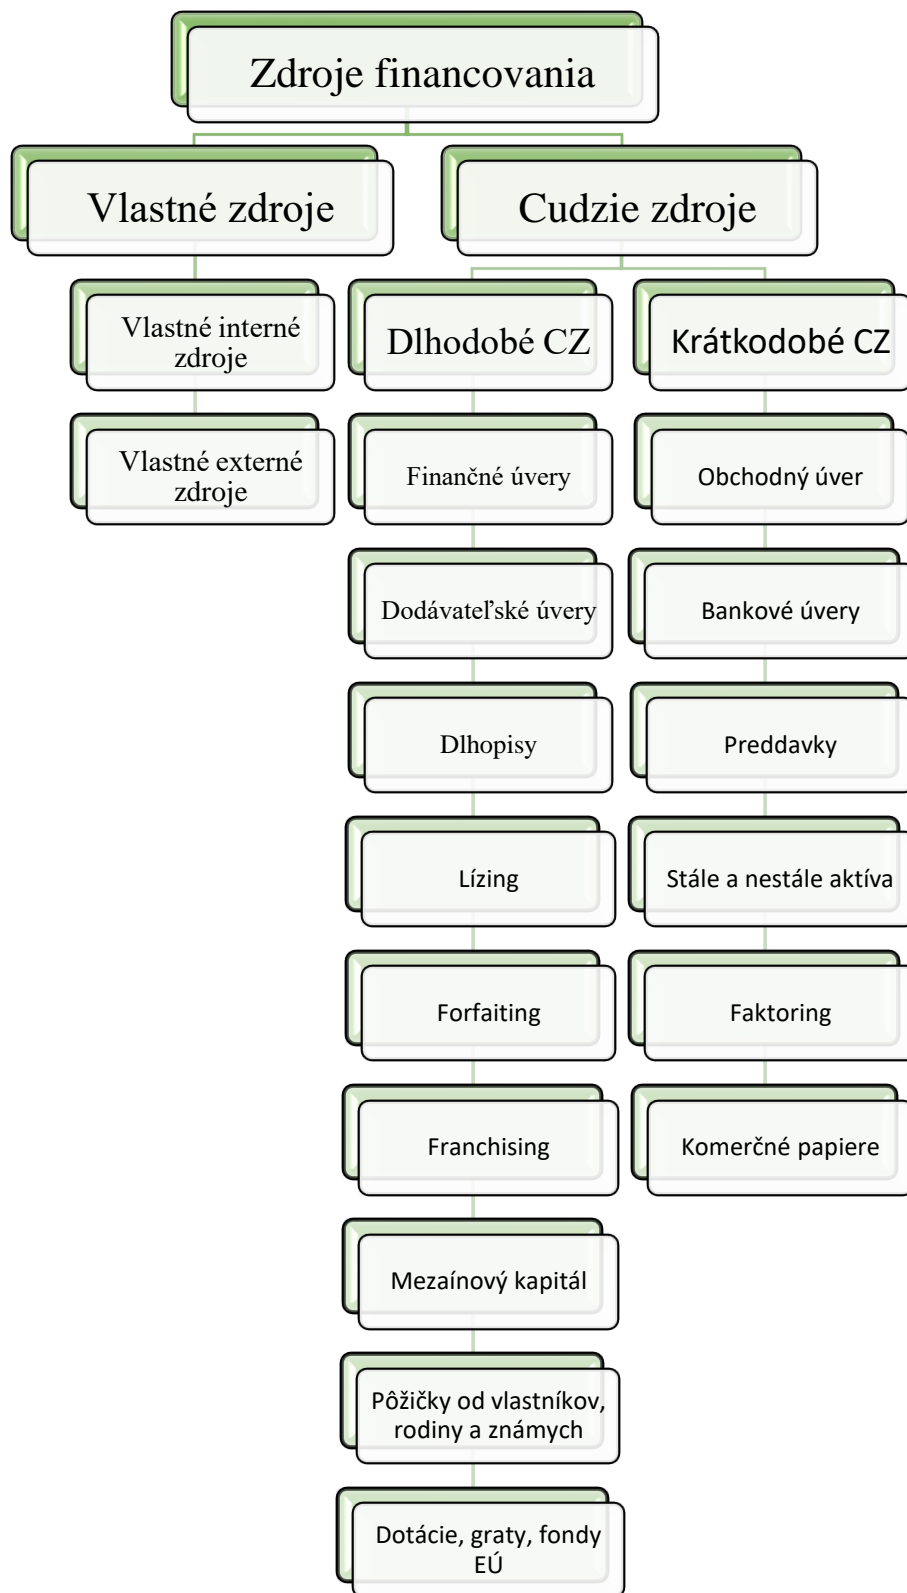 Zdroje financovania
Vlastné zdroje
Cudzie zdroje
Vlastné interné
zdroje
Vlastné externé
zdroje
Dlhodobé CZ
Finančné úvery
Dodávateľské úvery
Dlhopisy
Lízing
Forfaiting
Franchising
Mezaínový kapitál
Pôžičky od vlastníkov,
rodiny a známych
Dotácie, graty, fondy
EÚ
Krátkodobé CZ
Obchodný úver
Bankové úvery
Preddavky
Stále a nestále aktíva
Faktoring
Komerčné papiere